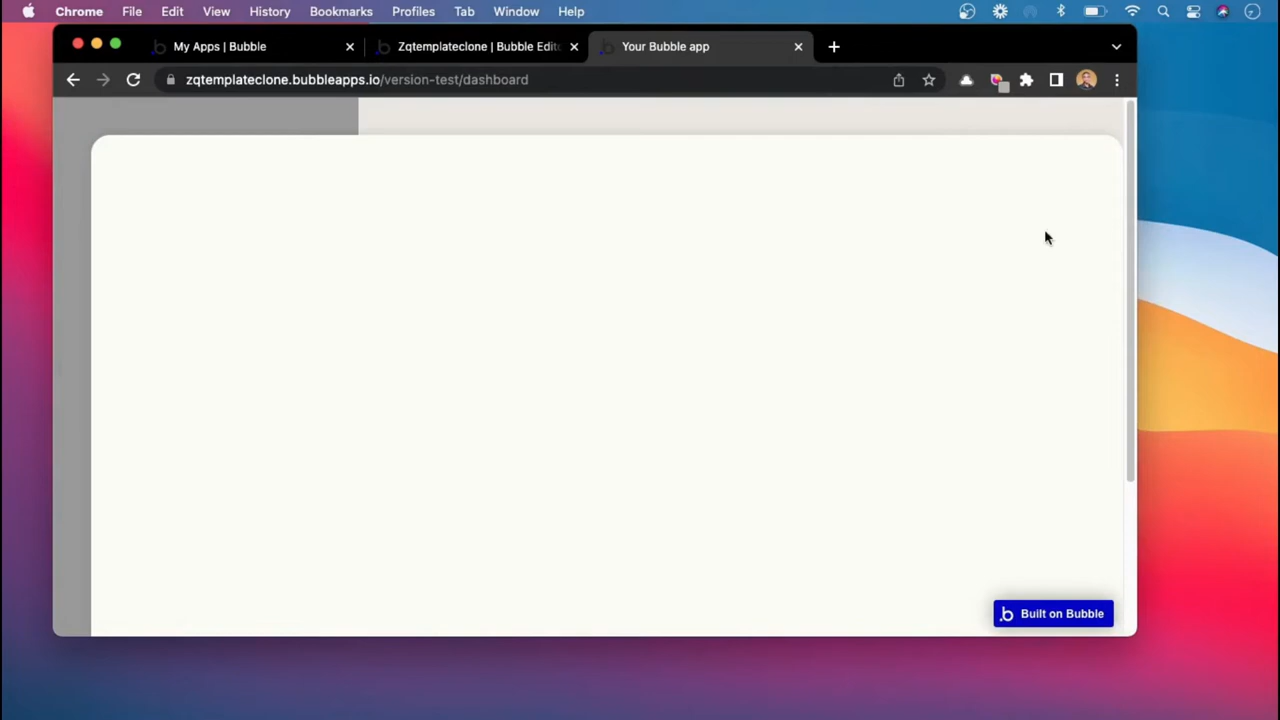 Chrome File Edit View History Bookmarks Profiles Tab Window Help
My Apps | Bubble
Zqtemplateclone | Bubble Edito
Your Bubble app
zqtemplateclone.bubbleapps.io/version-test/dashboard
.b Built on Bubble